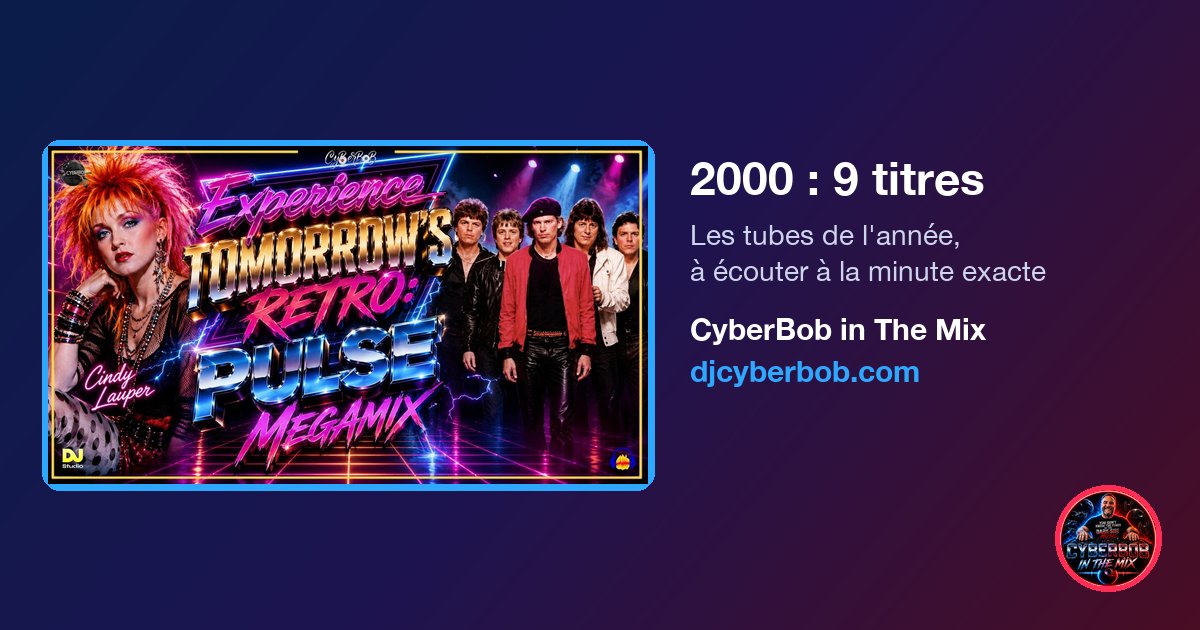 CYBERBOB
Experience
TOMORROW'S
RETRO:
PULSE
MEGAMIX
Cindy
Lauper
DJ
Studio
2000 : 9 titres
Les tubes de l'année,
à écouter à la minute exacte
CyberBob in The Mix
djcyberbob.com
CYBERBOB
IN THE MIX